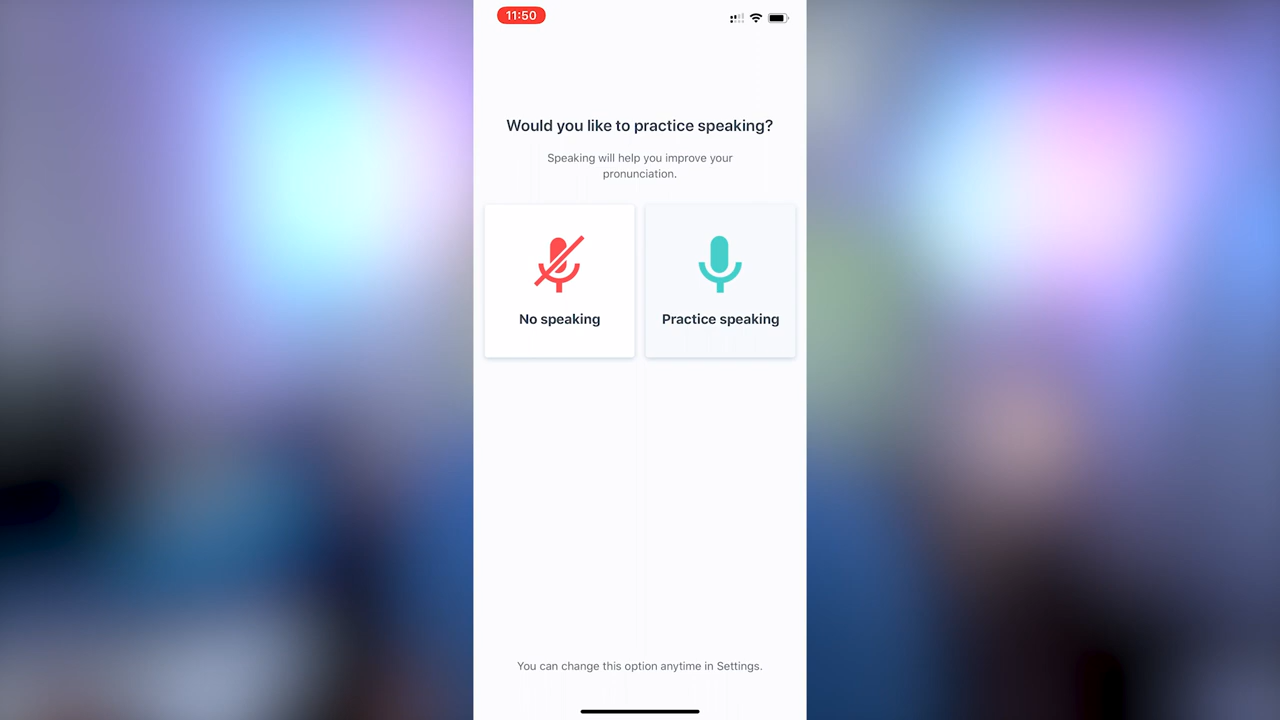 11:50
Would you like to practice speaking?
Speaking will help you improve your
pronunciation.
No speaking
Practice speaking
You can change this option anytime in Settings.